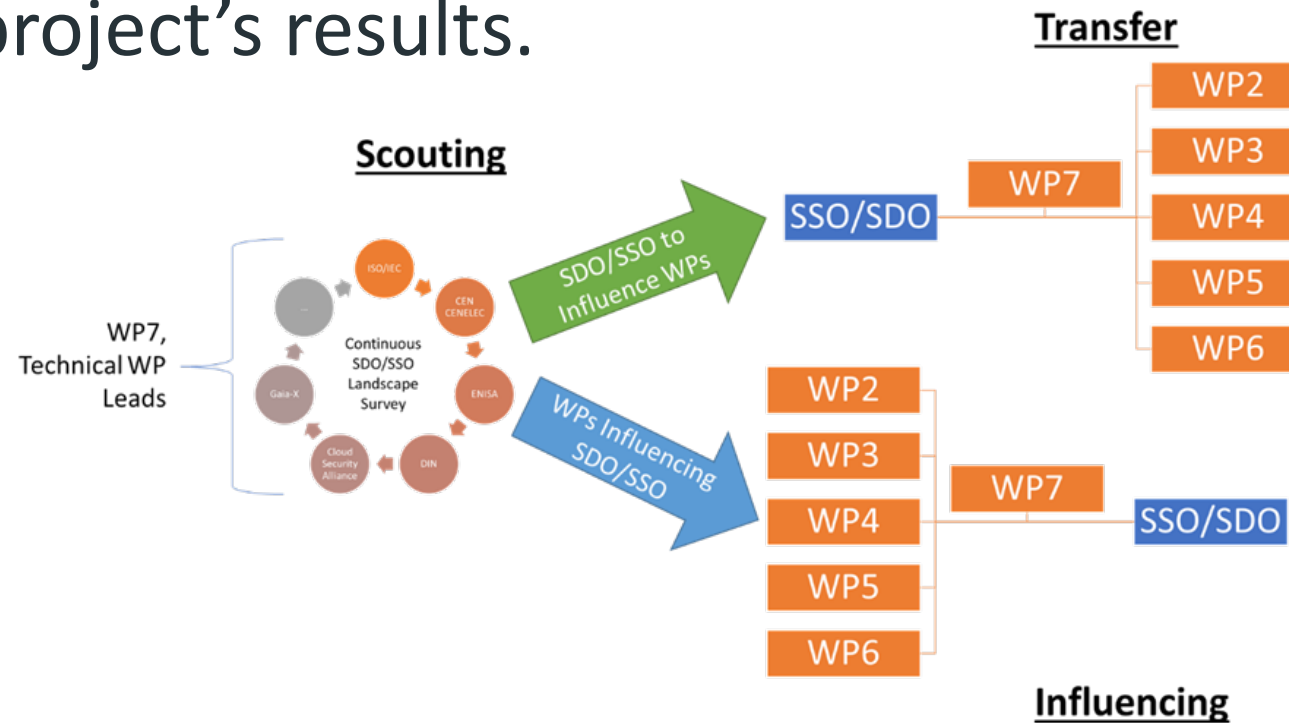 project's results.
Scouting
WP7,
Technical WP
Leads
ISO/IEC
CEN
CENELEC
ENISA
DIN
Cloud
Security
Alliance
Gaia-X
...
Continuous
SDO/SSO
Landscape
Survey
SDO/SSO to
Influence WPs
WPs Influencing
SDO/SSO
Transfer
SSO/SDO
WP7
WP2
WP3
WP4
WP5
WP6
WP2
WP3
WP4
WP5
WP6
WP7
SSO/SDO
Influencing